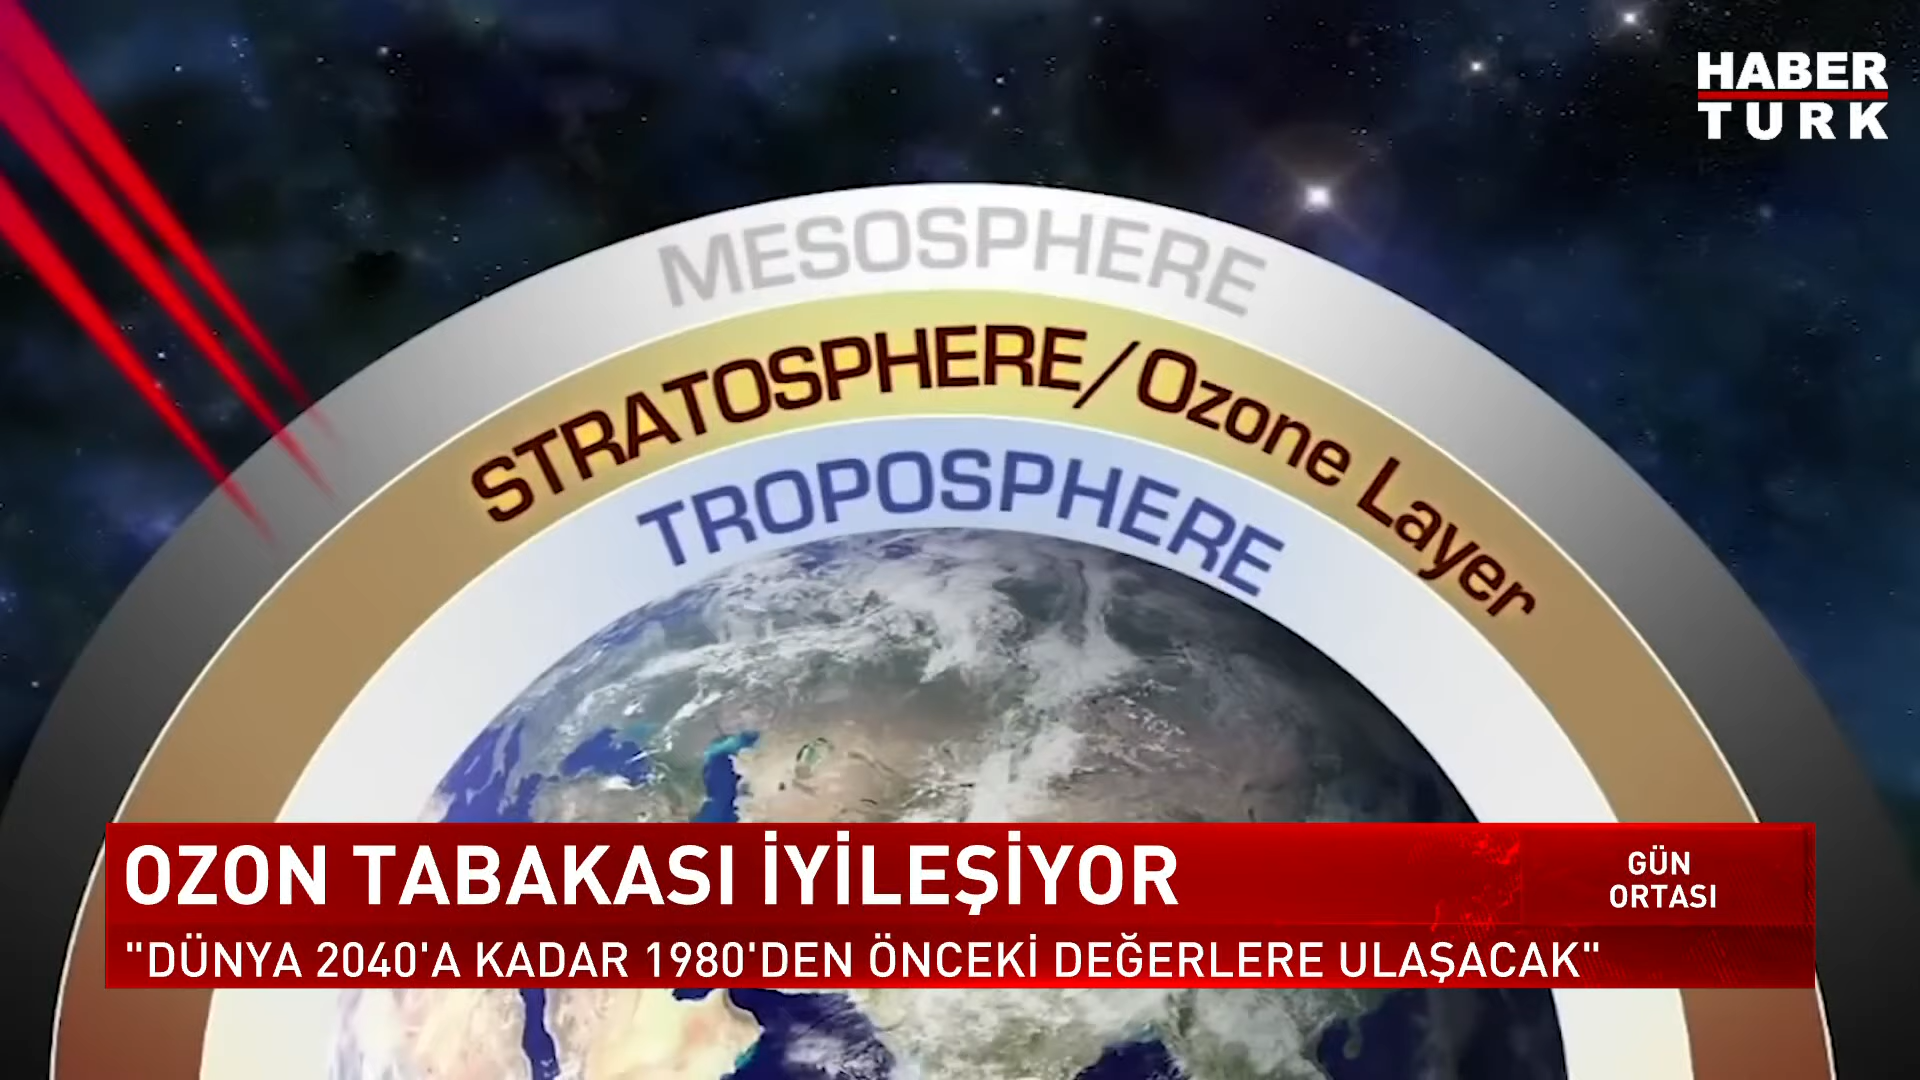 HABER
TURK
MESOSPHERE
STRATOSPHERE/Ozone Layer
TROPOSPHERE
OZON TABAKASI İYİLEŞİYOR
GÜN
ORTASI
"DÜNYA 2040'A KADAR 1980'DEN ÖNCEKİ DEĞERLERE ULAŞACAK"